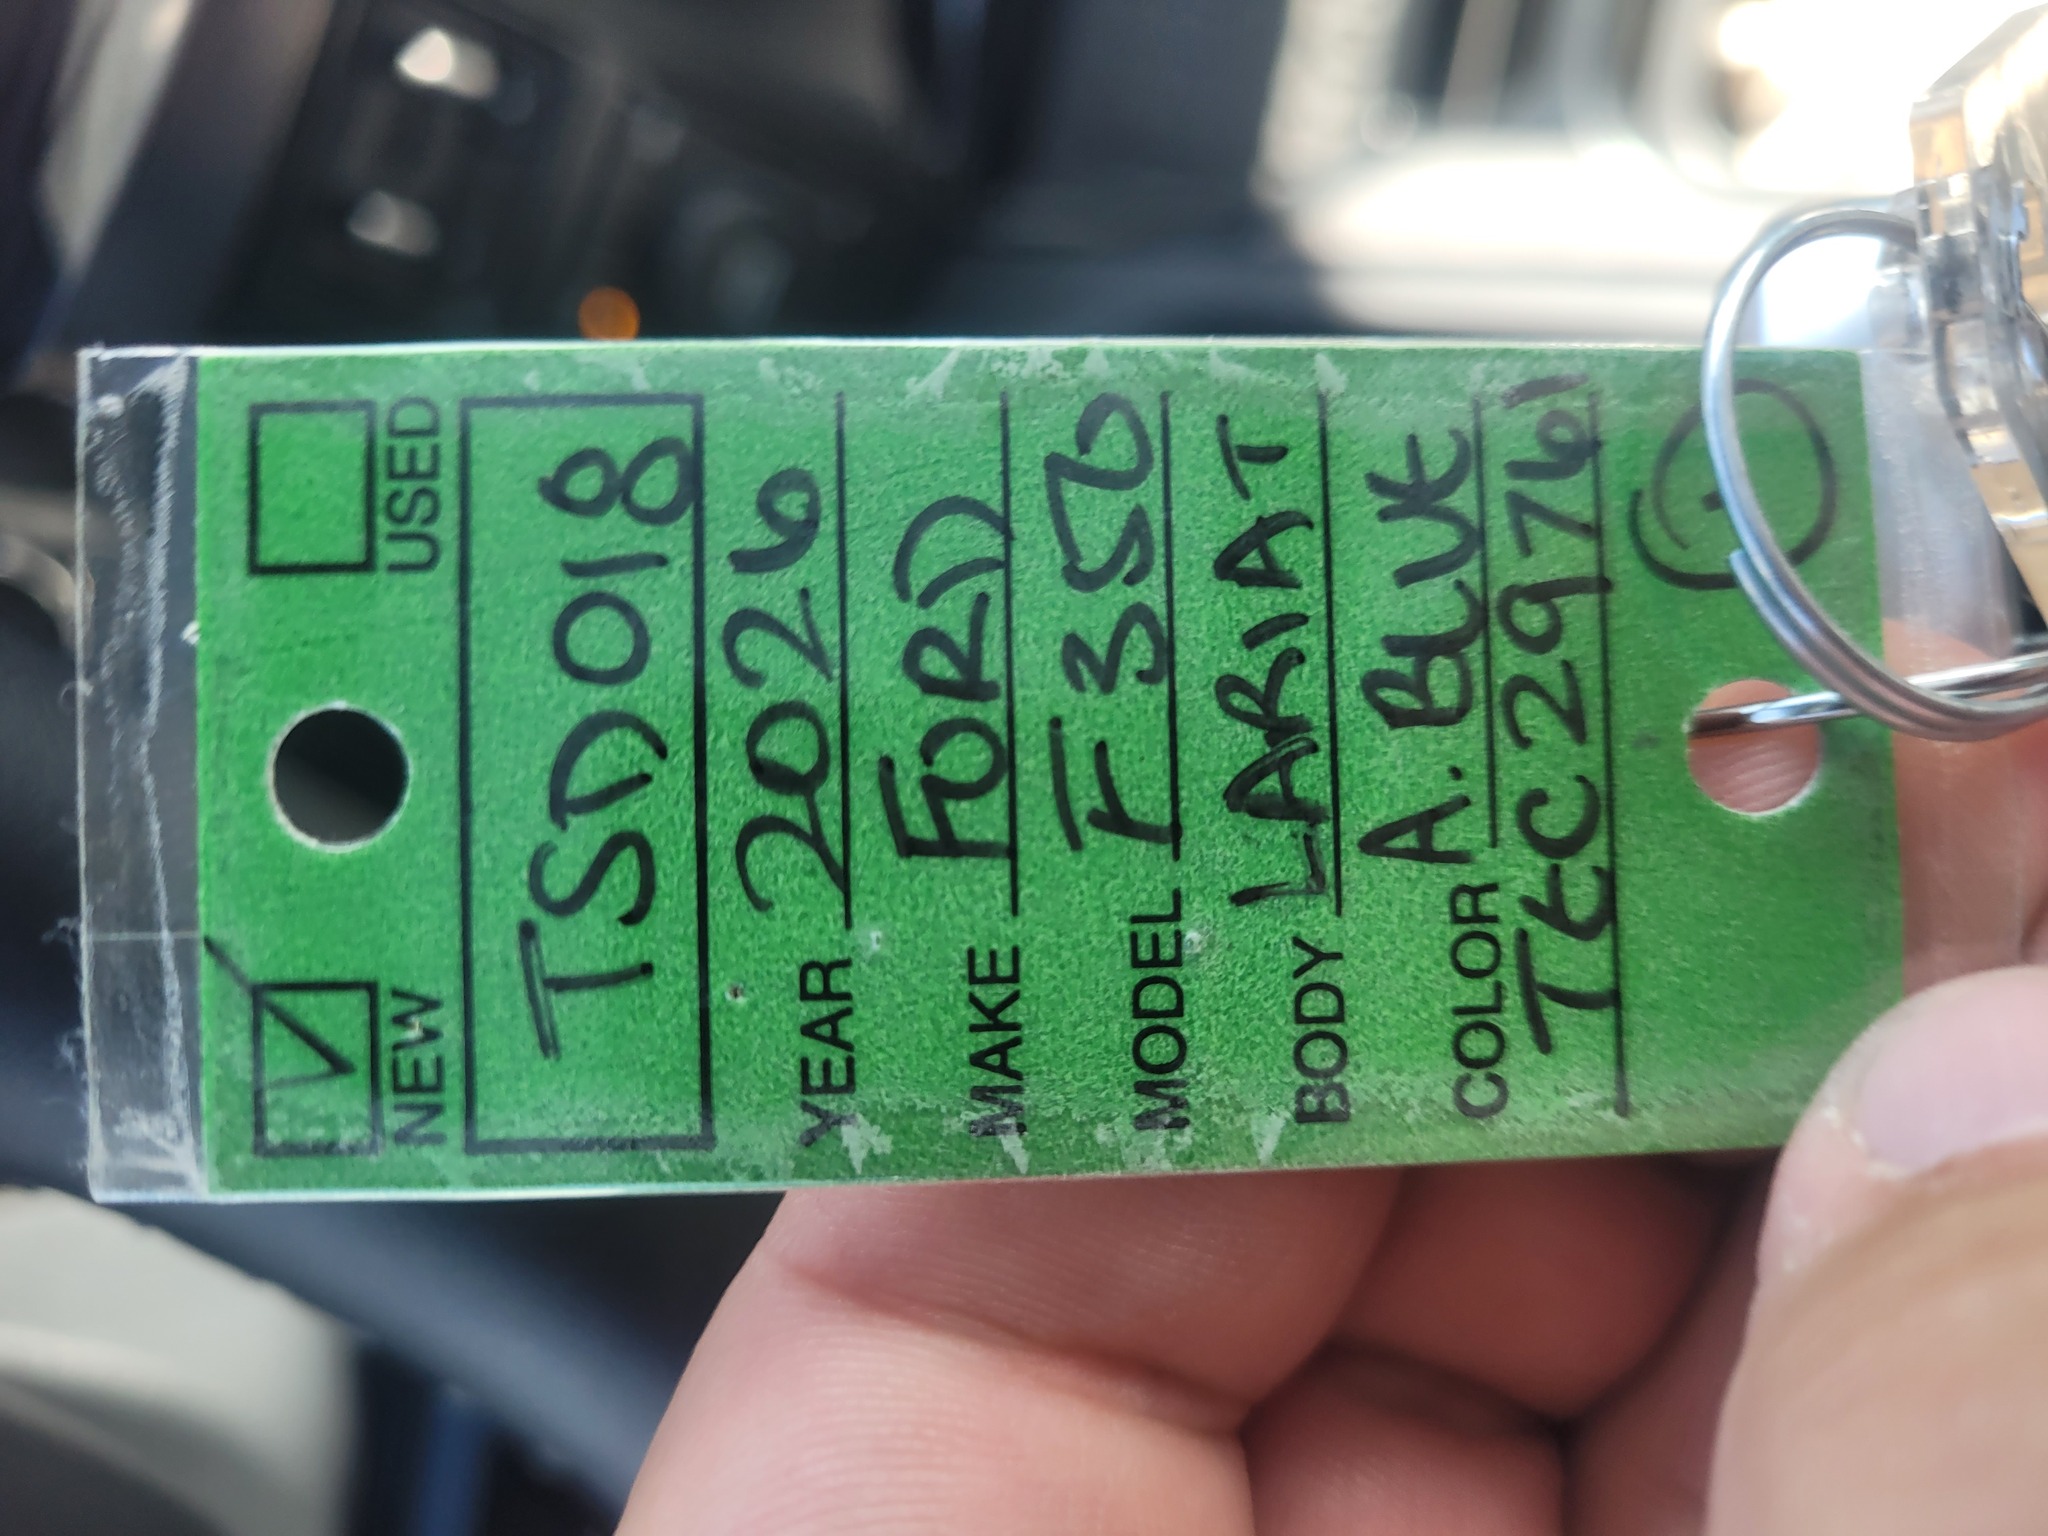 NEW USED
TSD018
YEAR 2026
MAKE FORD
MODEL F350
BODY LARIAT
COLOR A. BLUE
TEC29761